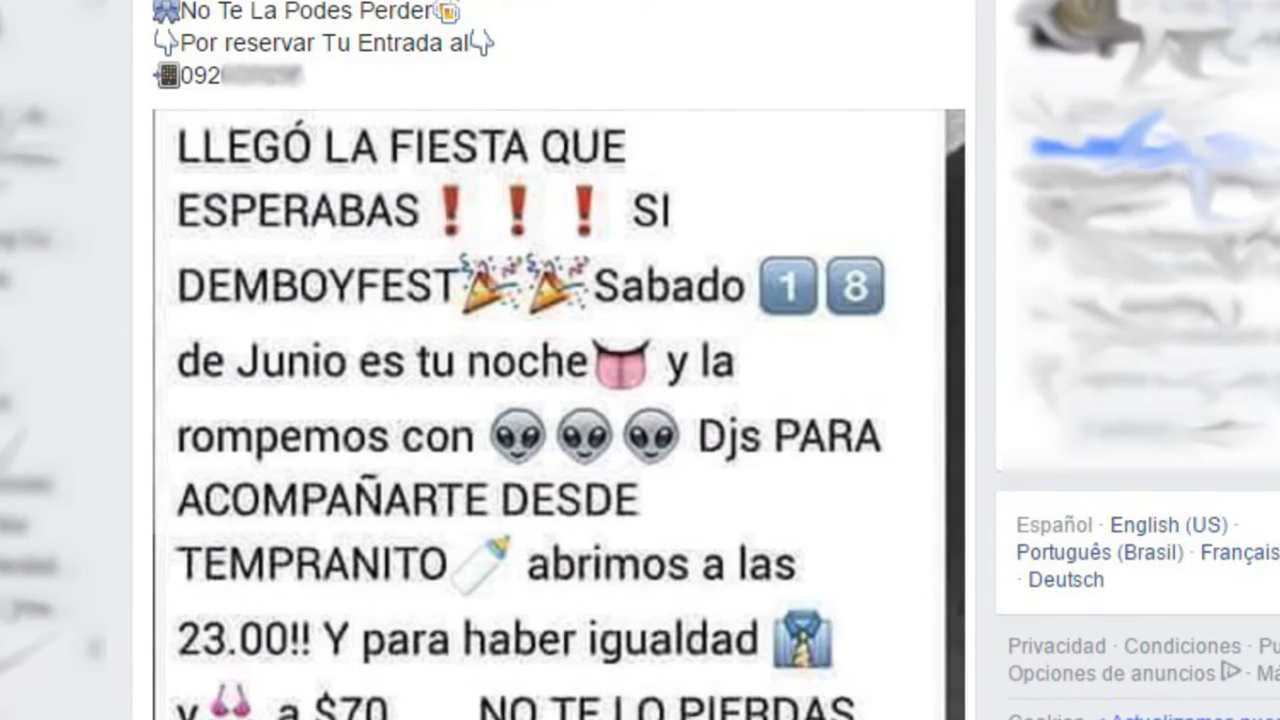 🎀No Te La Podes Perder🍻
👇Por reservar Tu Entrada al👇
📲092
LLEGÓ LA FIESTA QUE
ESPERABAS❗❗❗ SI
DEMBOYFEST🎉🎉Sabado 1️⃣8️⃣
de Junio es tu noche👅 y la
rompemos con 👽👽👽 Djs PARA
ACOMPAÑARTE DESDE
TEMPRANITO🍼 abrimos a las
23.00!! Y para haber igualdad 👔
y👙 a $70 NO TE LO PIERDAS
Español · English (US) ·
Português (Brasil) · Français
· Deutsch
Privacidad · Condiciones ·
Opciones de anuncios ·